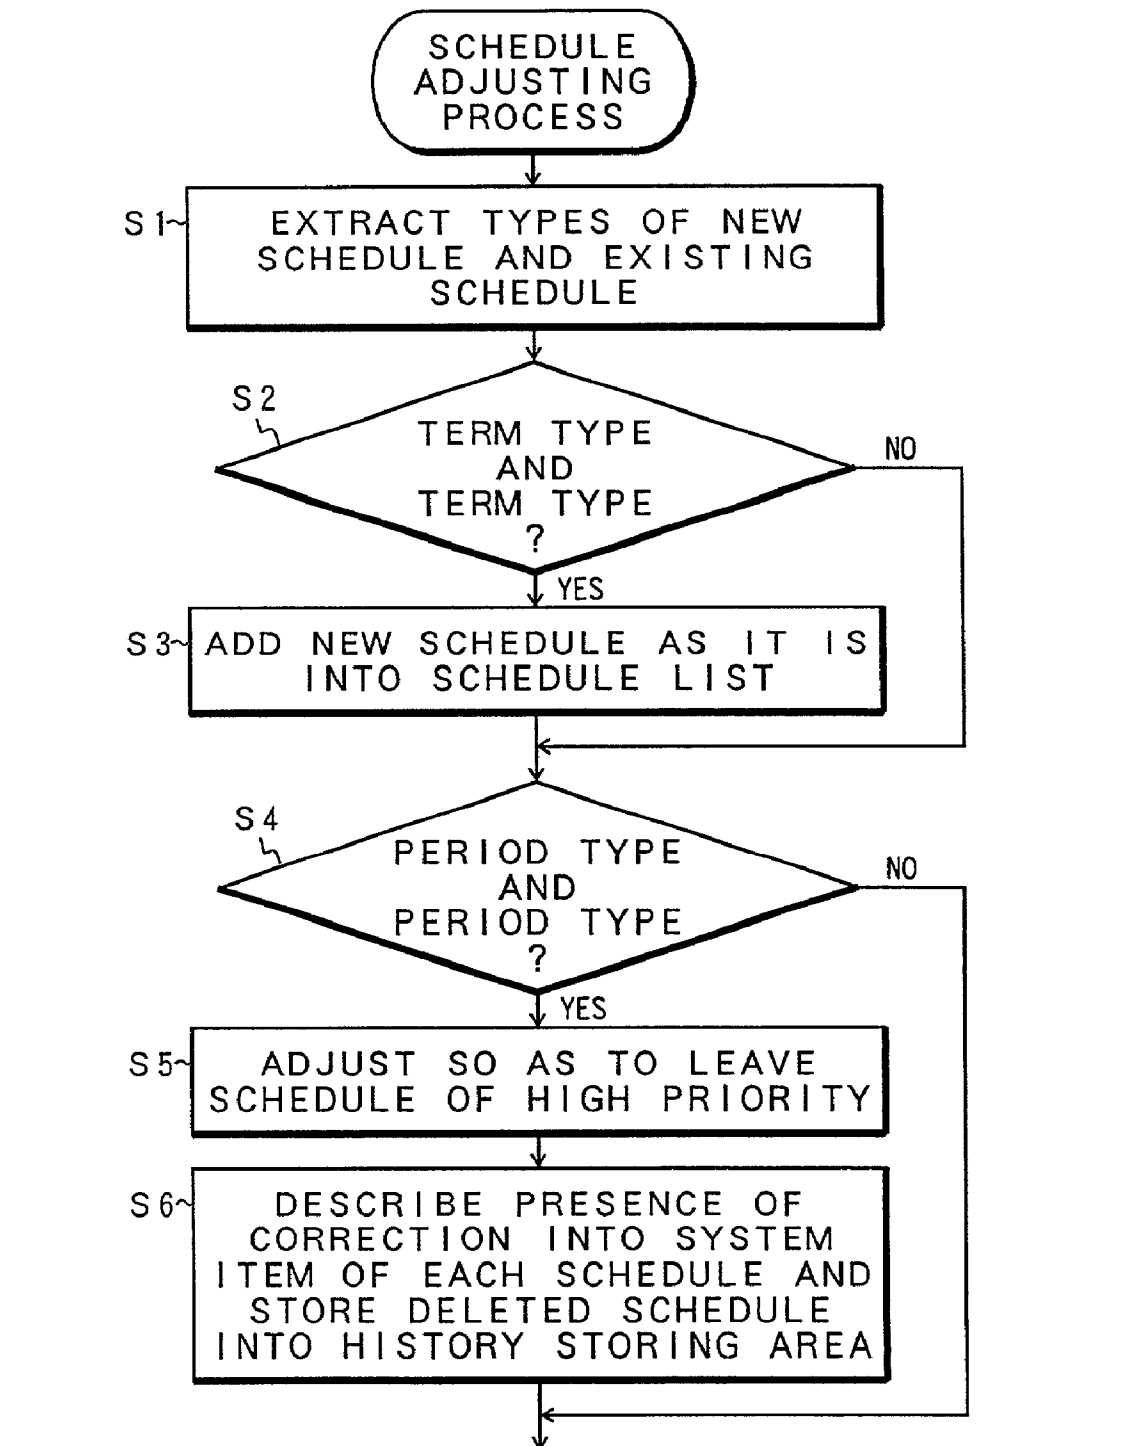 SCHEDULE
ADJUSTING
PROCESS
S1
EXTRACT TYPES OF NEW
SCHEDULE AND EXISTING
SCHEDULE
S2
TERM TYPE
AND
TERM TYPE
?
NO
YES
S3
ADD NEW SCHEDULE AS IT IS
INTO SCHEDULE LIST
S4
PERIOD TYPE
AND
PERIOD TYPE
?
NO
YES
S5
ADJUST SO AS TO LEAVE
SCHEDULE OF HIGH PRIORITY
S6
DESCRIBE PRESENCE OF
CORRECTION INTO SYSTEM
ITEM OF EACH SCHEDULE AND
STORE DELETED SCHEDULE
INTO HISTORY STORING AREA